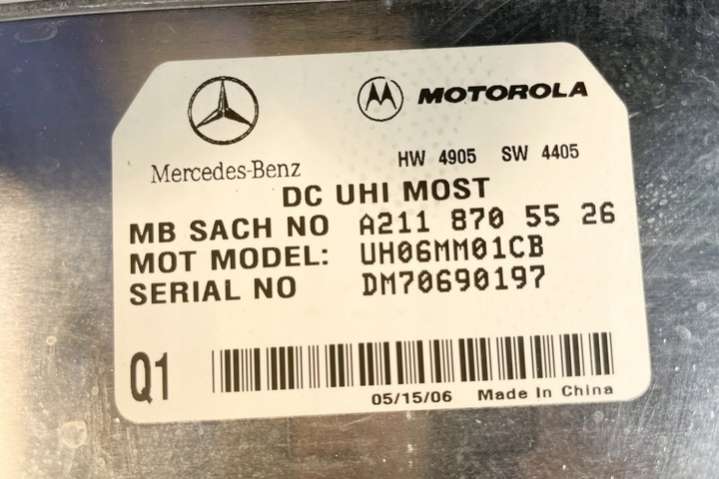 MOTOROLA
Mercedes-Benz
HW 4905 SW 4405
DC UHI MOST
MB SACH NO A211 870 55 26
MOT MODEL: UH06MM01CB
SERIAL NO DM70690197
Q1
05/15/06 Made In China